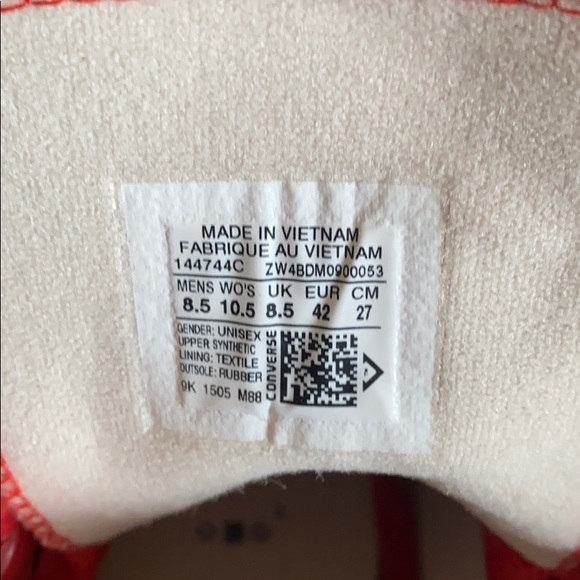 MADE IN VIETNAM
FABRIQUE AU VIETNAM
144744C ZW4BDM0900053
MENS WO'S UK EUR CM
8.5 10.5 8.5 42 27
GENDER: UNISEX
UPPER SYNTHETIC
LINING: TEXTILE
OUTSOLE: RUBBER
9K 1505 M88
CONVERSE